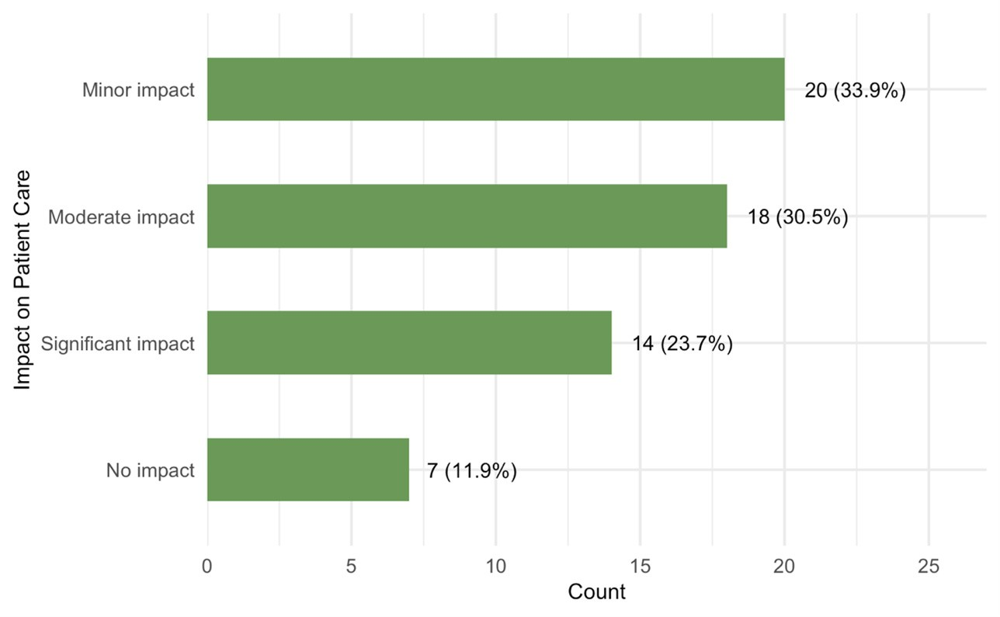 Impact on Patient Care
Minor impact
20 (33.9%)
Moderate impact
18 (30.5%)
Significant impact
14 (23.7%)
No impact
7 (11.9%)
0 5 10 15 20 25
Count